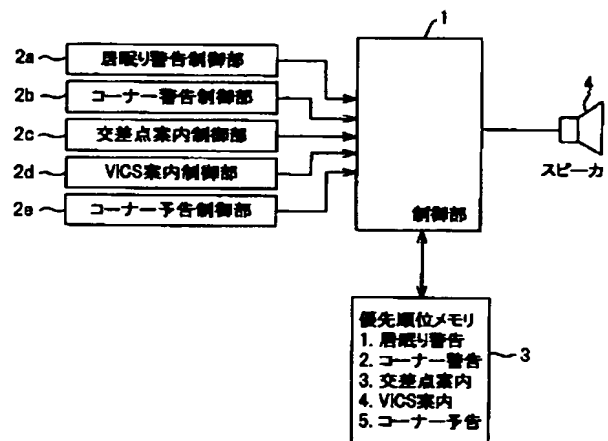 1
2a 居眠り警告制御部
2b コーナー警告制御部
2c 交差点案内制御部
2d VICS案内制御部
2e コーナー予告制御部
制御部
4
スピーカ
優先順位メモリ
1. 居眠り警告
2. コーナー警告
3. 交差点案内
4. VICS案内
5. コーナー予告
3